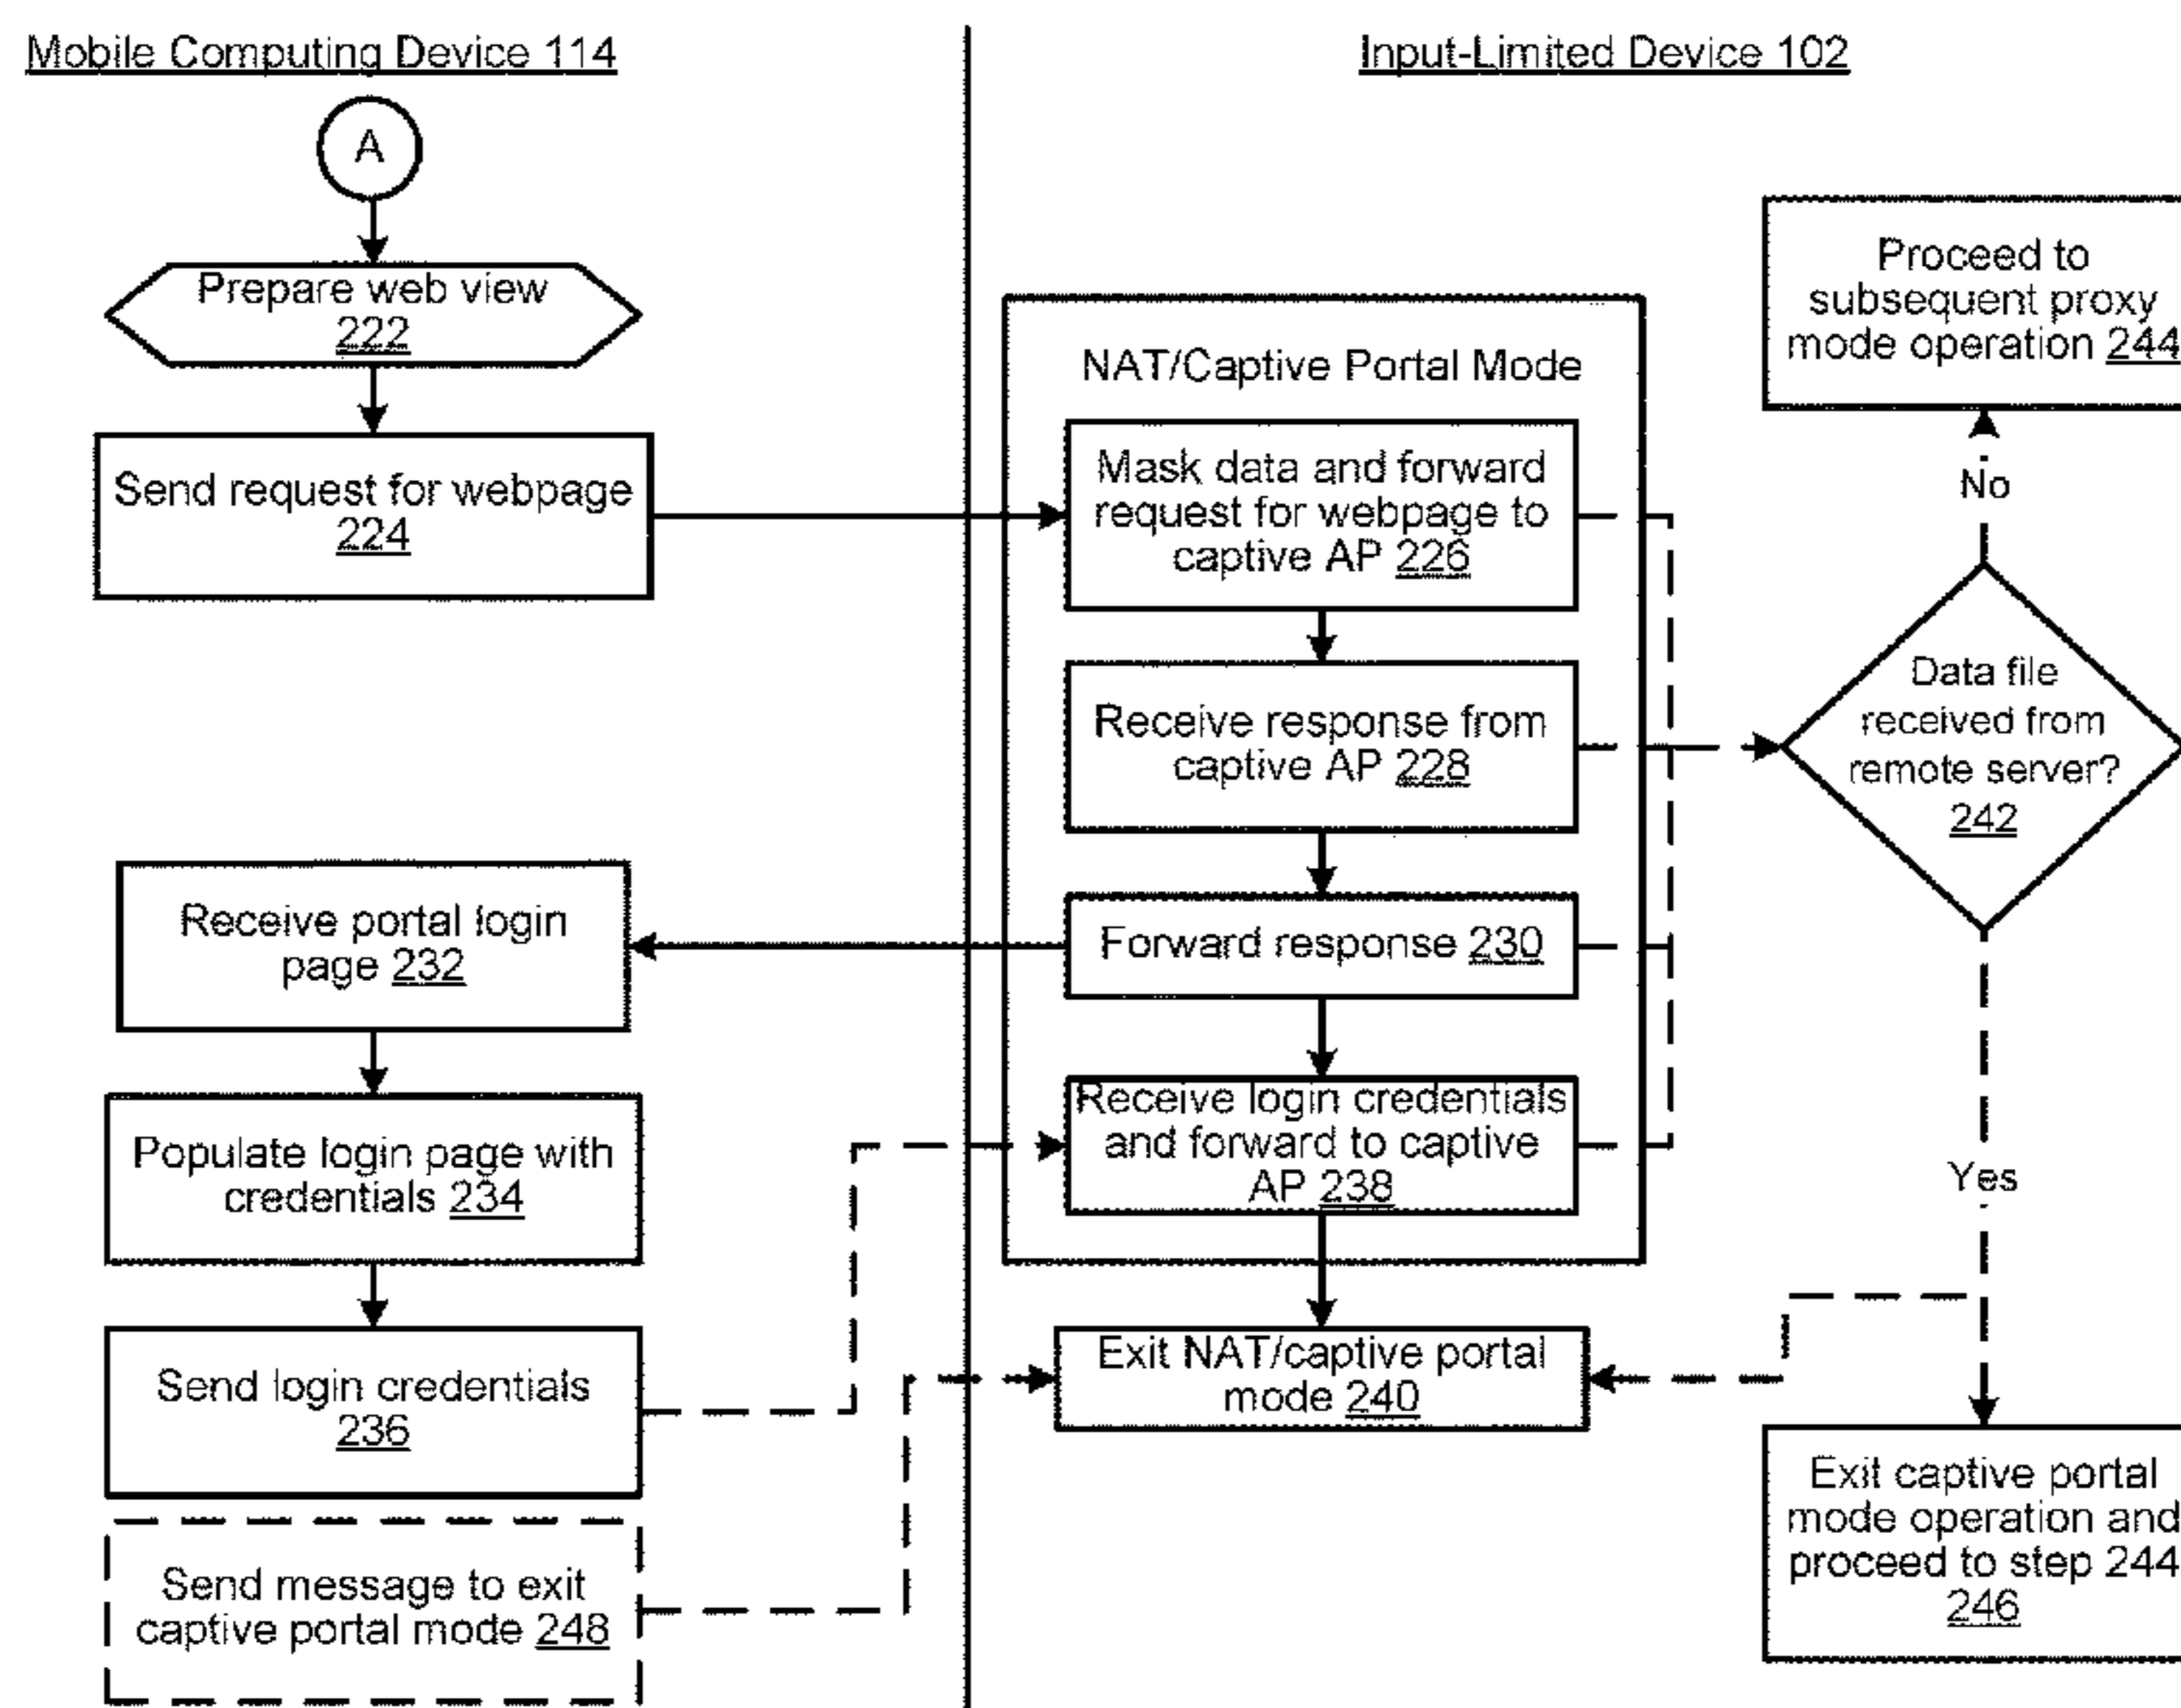 Mobile Computing Device 114
Input-Limited Device 102
A
Prepare web view
222
Send request for webpage
224
Receive portal login
page 232
Populate login page with
credentials 234
Send login credentials
236
Send message to exit
captive portal mode 248
NAT/Captive Portal Mode
Mask data and forward
request for webpage to
captive AP 226
Receive response from
captive AP 228
Forward response 230
Receive login credentials
and forward to captive
AP 238
Exit NAT/captive portal
mode 240
Proceed to
subsequent proxy
mode operation 244
No
Data file
received from
remote server?
242
Yes
Exit captive portal
mode operation and
proceed to step 244
246